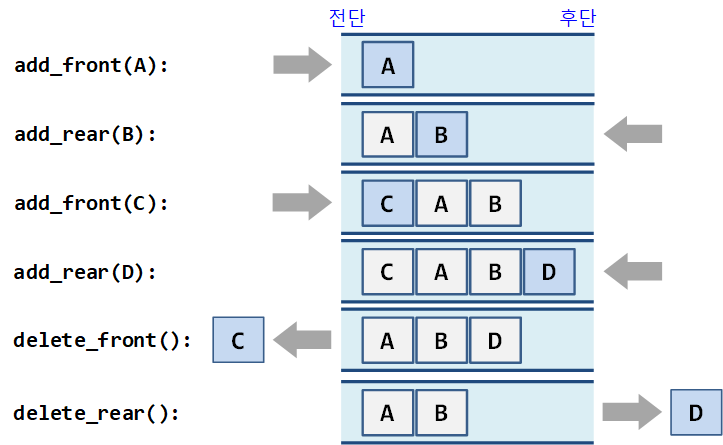 전단 후단
add_front(A): A
add_rear(B): A B
add_front(C): C A B
add_rear(D): C A B D
delete_front(): C A B D
delete_rear(): A B D